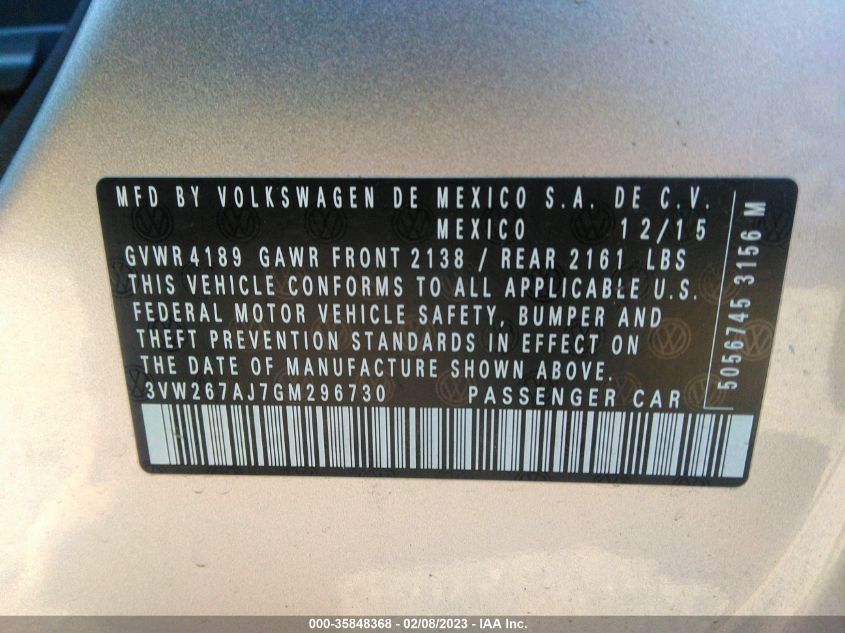 MFD BY VOLKSWAGEN DE MEXICO S.A. DE C.V.
MEXICO 12/15
GVWR 4189 GAWR FRONT 2138 / REAR 2161 LBS
THIS VEHICLE CONFORMS TO ALL APPLICABLE U.S.
FEDERAL MOTOR VEHICLE SAFETY, BUMPER AND
THEFT PREVENTION STANDARDS IN EFFECT ON
THE DATE OF MANUFACTURE SHOWN ABOVE.
3VW267AJ7GM296730 PASSENGER CAR
5056745 3156 M
000-35848368 - 02/08/2023 - IAA Inc.